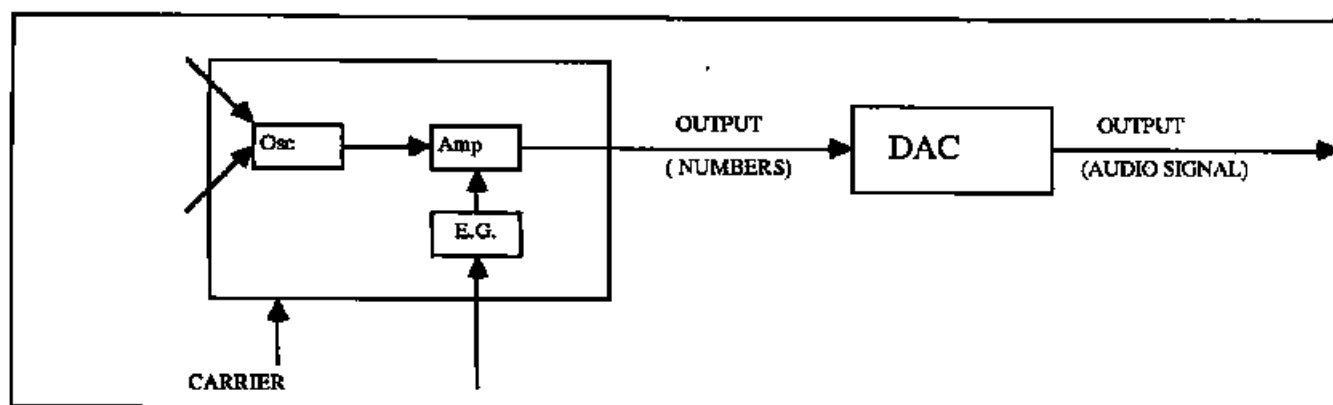 Osc
Amp
E.G.
OUTPUT
( NUMBERS)
DAC
OUTPUT
(AUDIO SIGNAL)
CARRIER